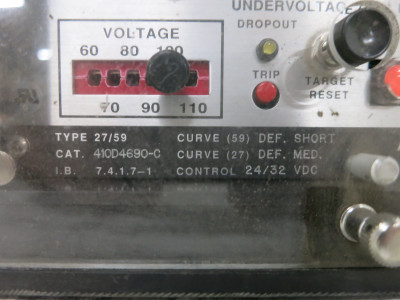 UNDERVOLTAGE
DROPOUT
VOLTAGE
60 80 100
70 90 110
TRIP
TARGET
RESET
TYPE 27/59 CURVE (59) DEF. SHORT
CAT. 410D4690-C CURVE (27) DEF. MED.
I.B. 7.4.1.7-1 CONTROL 24/32 VDC